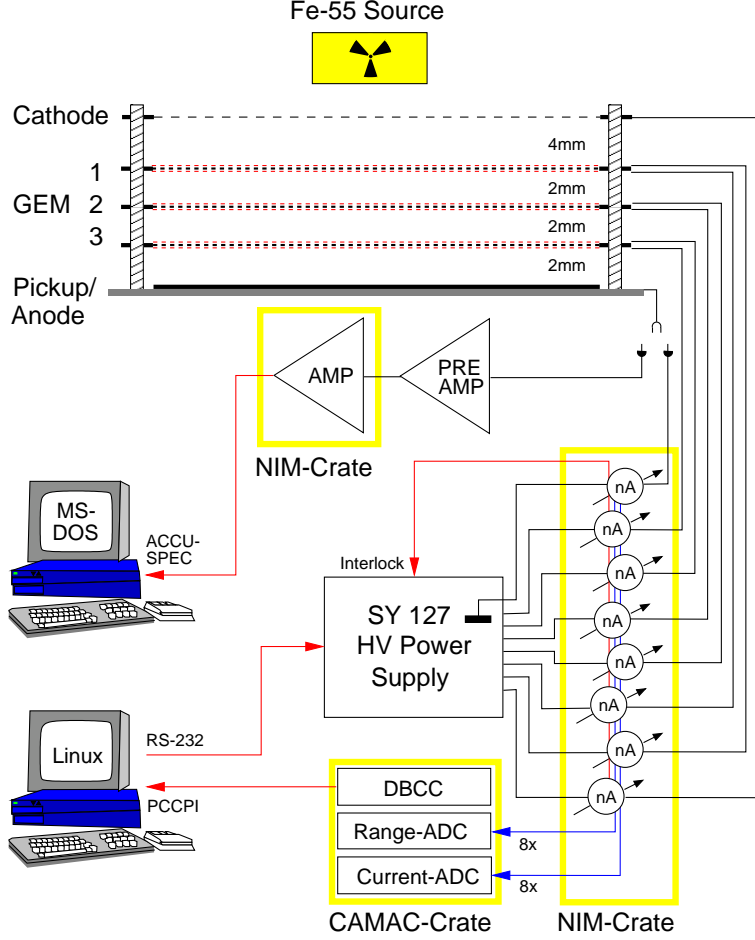 Fe-55 Source
Cathode
4mm
1
2mm
GEM 2
2mm
3
2mm
Pickup/
Anode
AMP
PRE
AMP
NIM-Crate
MS-
DOS
ACCU-
SPEC
Interlock
nA
nA
nA
nA
nA
nA
nA
nA
SY 127
HV Power
Supply
Linux
RS-232
PCCPI
DBCC
Range-ADC
8x
Current-ADC
8x
CAMAC-Crate
NIM-Crate